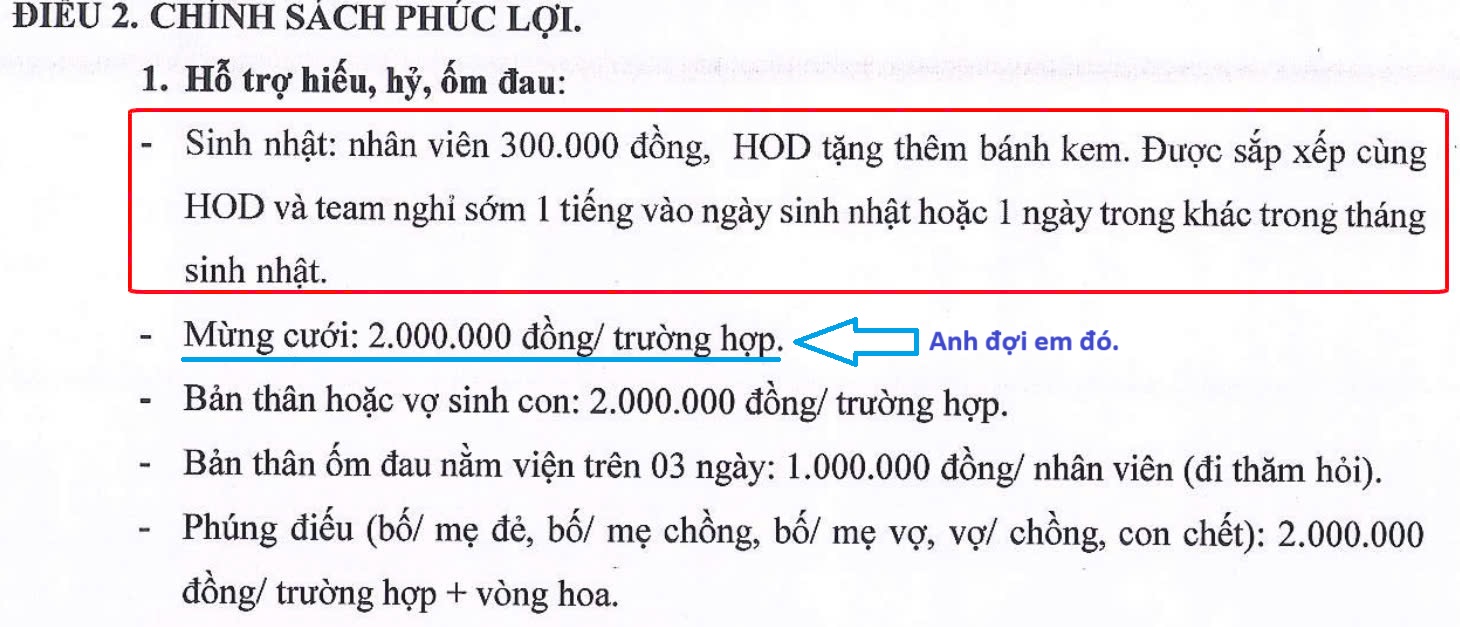 ĐIỀU 2. CHÍNH SÁCH PHÚC LỢI.
1. Hỗ trợ hiếu, hỷ, ốm đau:
- Sinh nhật: nhân viên 300.000 đồng, HOD tặng thêm bánh kem. Được sắp xếp cùng
HOD và team nghỉ sớm 1 tiếng vào ngày sinh nhật hoặc 1 ngày trong khác trong tháng
sinh nhật.
- Mừng cưới: 2.000.000 đồng/ trường hợp. Anh đợi em đó.
- Bản thân hoặc vợ sinh con: 2.000.000 đồng/ trường hợp.
- Bản thân ốm đau nằm viện trên 03 ngày: 1.000.000 đồng/ nhân viên (đi thăm hỏi).
- Phúng điếu (bố/ mẹ đẻ, bố/ mẹ chồng, bố/ mẹ vợ, vợ/ chồng, con chết): 2.000.000
đồng/ trường hợp + vòng hoa.